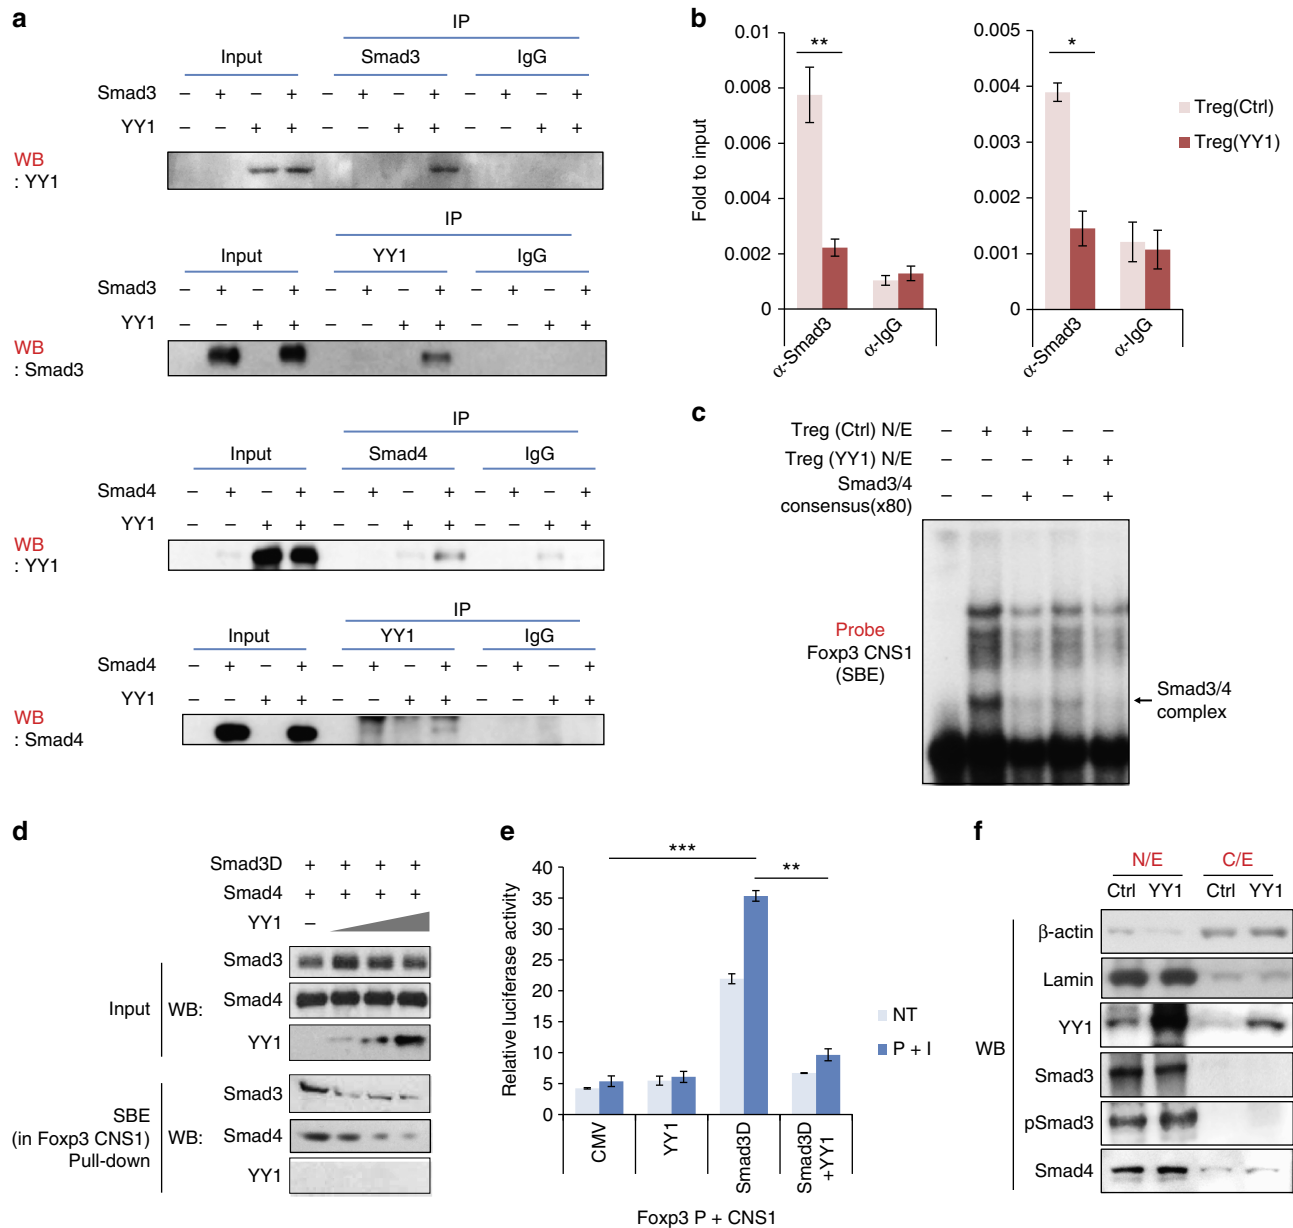 a
IP
Input Smad3 IgG
Smad3 – + – + – + – + – + – +
YY1 – – + + – – + + – – + +
WB
: YY1
IP
Input YY1 IgG
Smad3 – + – + – + – + – + – +
YY1 – – + + – – + + – – + +
WB
: Smad3
IP
Input Smad4 IgG
Smad4 – + – + – + – + – + – +
YY1 – – + + – – + + – – + +
WB
: YY1
IP
Input YY1 IgG
Smad4 – + – + – + – + – + – +
YY1 – – + + – – + + – – + +
WB
: Smad4
b
Fold to input
0.01
0.008
0.006
0.004
0.002
0
**
α-Smad3
α-IgG
0.005
0.004
0.003
0.002
0.001
0
*
α-Smad3
α-IgG
Treg(Ctrl)
Treg(YY1)
c
Treg (Ctrl) N/E – + + – –
Treg (YY1) N/E – – – + +
Smad3/4
consensus(x80) – – + – +
Probe
Foxp3 CNS1
(SBE)
Smad3/4
complex
d
Smad3D + + + +
Smad4 + + + +
YY1 –
Input
WB:
Smad3
Smad4
YY1
SBE
(in Foxp3 CNS1)
Pull-down
WB:
Smad3
Smad4
YY1
e
Relative luciferase activity
40
35
30
25
20
15
10
5
0
***
**
NT
P + I
CMV
YY1
Smad3D
Smad3D
+YY1
Foxp3 P + CNS1
f
N/E C/E
Ctrl YY1 Ctrl YY1
WB
β-actin
Lamin
YY1
Smad3
pSmad3
Smad4